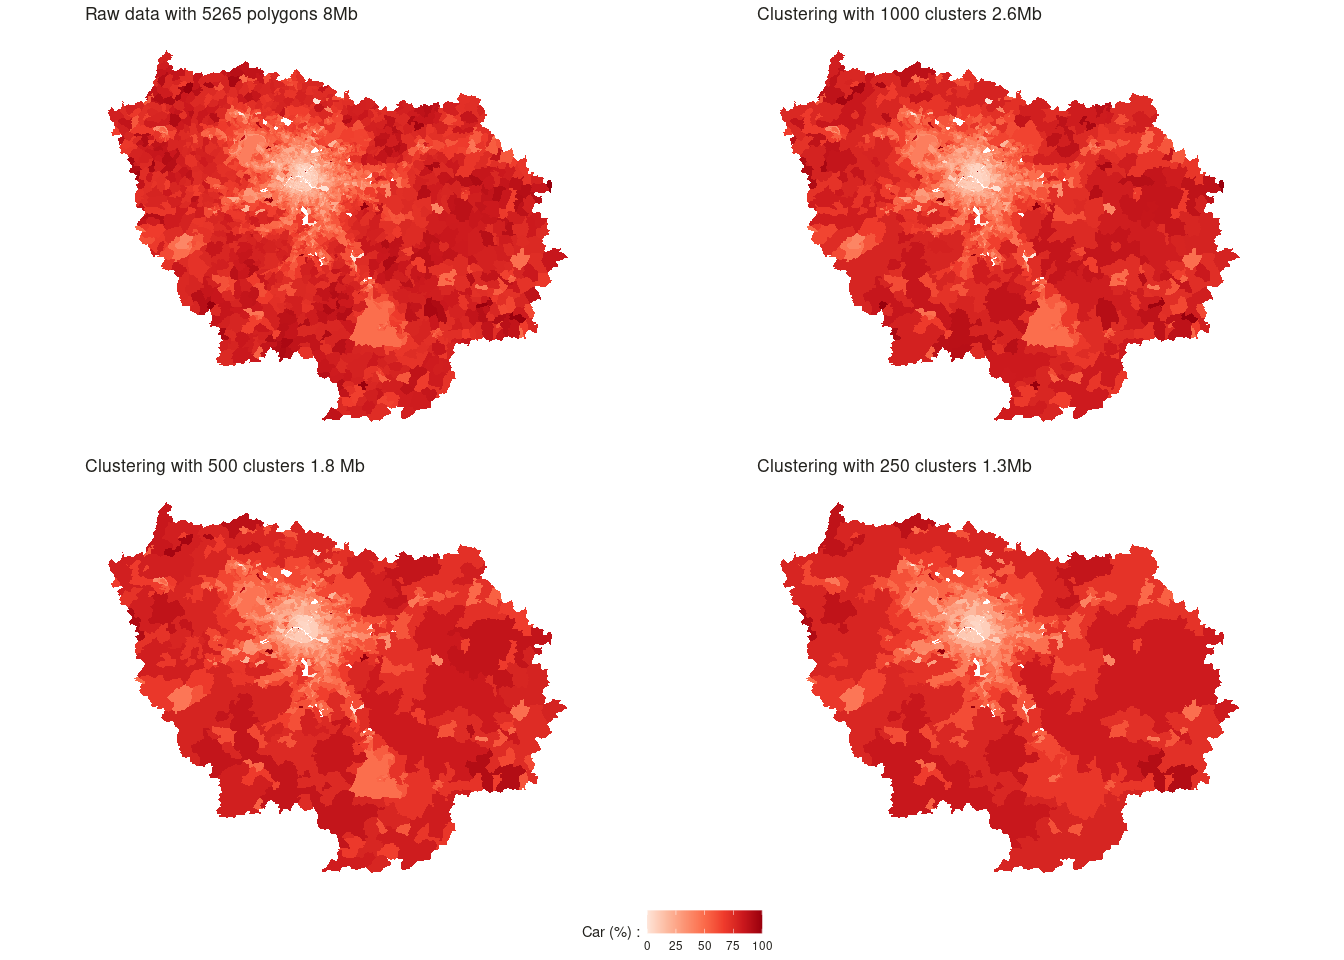 Raw data with 5265 polygons 8Mb
Clustering with 1000 clusters 2.6Mb
Clustering with 500 clusters 1.8 Mb
Clustering with 250 clusters 1.3Mb
Car (%) :
0 25 50 75 100